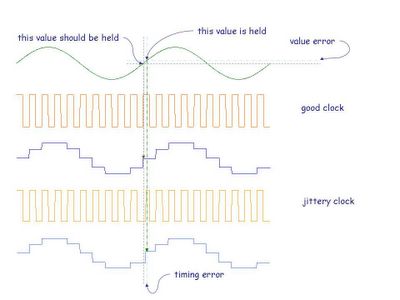 this value is held
this value should be held
value error
good clock
jittery clock
timing error